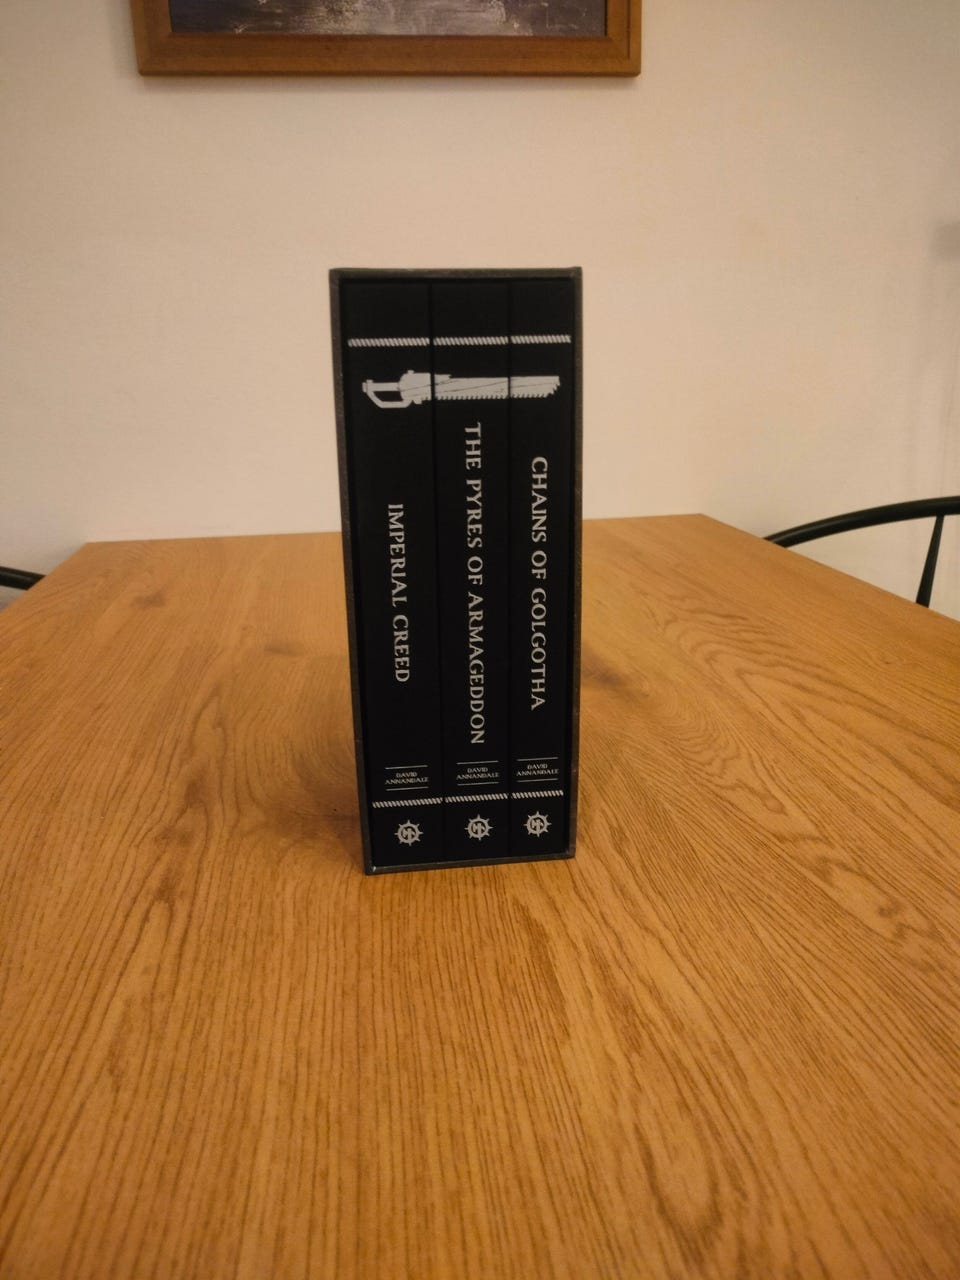 IMPERIAL CREED
DAVID
ANNANDALE
THE PYRES OF ARMAGEDDON
DAVID
ANNANDALE
CHAINS OF GOLGOTHA
DAVID
ANNANDALE